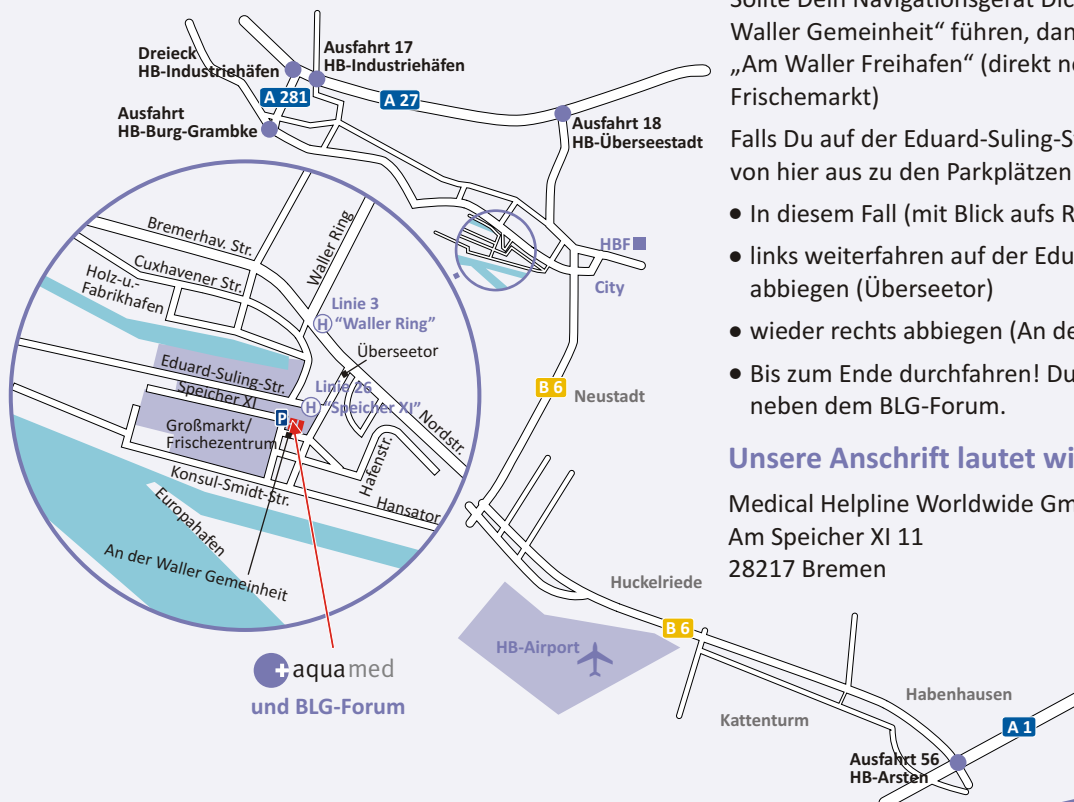 Dreieck
HB-Industriehäfen
Ausfahrt 17
HB-Industriehäfen
A 281
A 27
Ausfahrt
HB-Burg-Grambke
Ausfahrt 18
HB-Überseestadt
HBF
City
Bremerhav. Str.
Waller Ring
Cuxhavener Str.
Holz-u.-
Fabrikhafen
Linie 3
H "Waller Ring"
Überseetor
Eduard-Suling-Str.
Speicher XI
Linie 26
H "Speicher XI"
P
Großmarkt/
Frischezentrum
Nordstr.
Hafenstr.
Konsul-Smidt-Str.
Hansator
Europahafen
An der Waller Gemeinheit
B 6
Neustadt
Huckelriede
B 6
HB-Airport
Kattenturm
Habenhausen
A 1
Ausfahrt 56
HB-Arsten
aquamed
und BLG-Forum
Sollte Dein Navigationsgerät Dic
Waller Gemeinheit“ führen, dan
„Am Waller Freihafen“ (direkt n
Frischemarkt)
Falls Du auf der Eduard-Suling-S
von hier aus zu den Parkplätzen
• In diesem Fall (mit Blick aufs R
• links weiterfahren auf der Edu
abbiegen (Überseetor)
• wieder rechts abbiegen (An de
• Bis zum Ende durchfahren! Du
neben dem BLG-Forum.
Unsere Anschrift lautet wi
Medical Helpline Worldwide Gm
Am Speicher XI 11
28217 Bremen